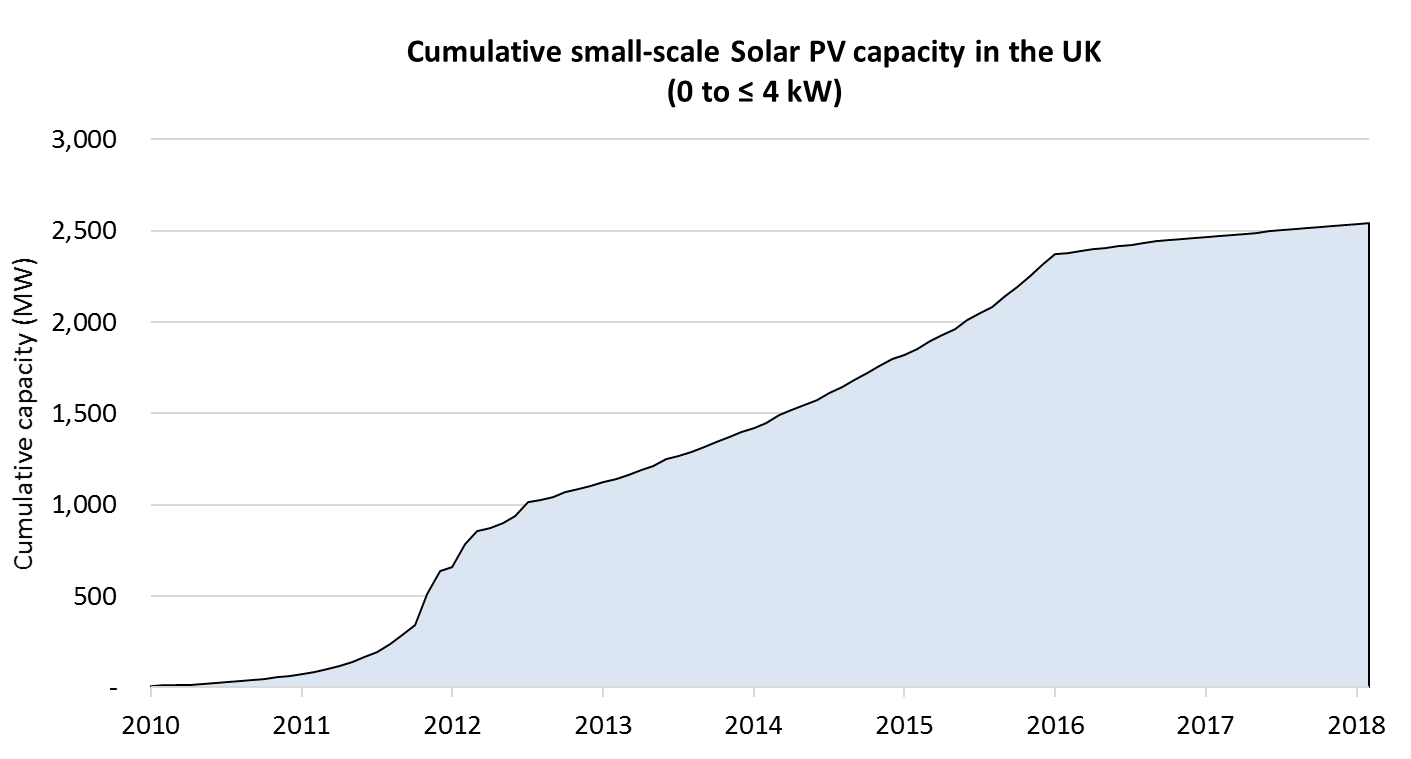 Cumulative small-scale Solar PV capacity in the UK
(0 to ≤ 4 kW)
Cumulative capacity (MW)
3,000
2,500
2,000
1,500
1,000
500
-
2010 2011 2012 2013 2014 2015 2016 2017 2018